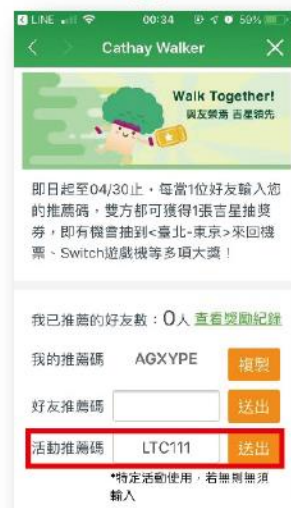 LINE 00:34 59%
Cathay Walker
Walk Together!
與友榮燕 吉星領先
即日起至04/30止，每當1位好友輸入您
的推薦碼，雙方都可獲得1張吉星抽獎
券，即有機會抽到<臺北-東京>來回機
票、Switch遊戲機等多項大獎！
我已推薦的好友數：0人 查看獎勵紀錄
我的推薦碼 AGXYPE 複製
好友推薦碼 送出
活動推薦碼 LTC111 送出
*特定活動使用，若無則無須
輸入